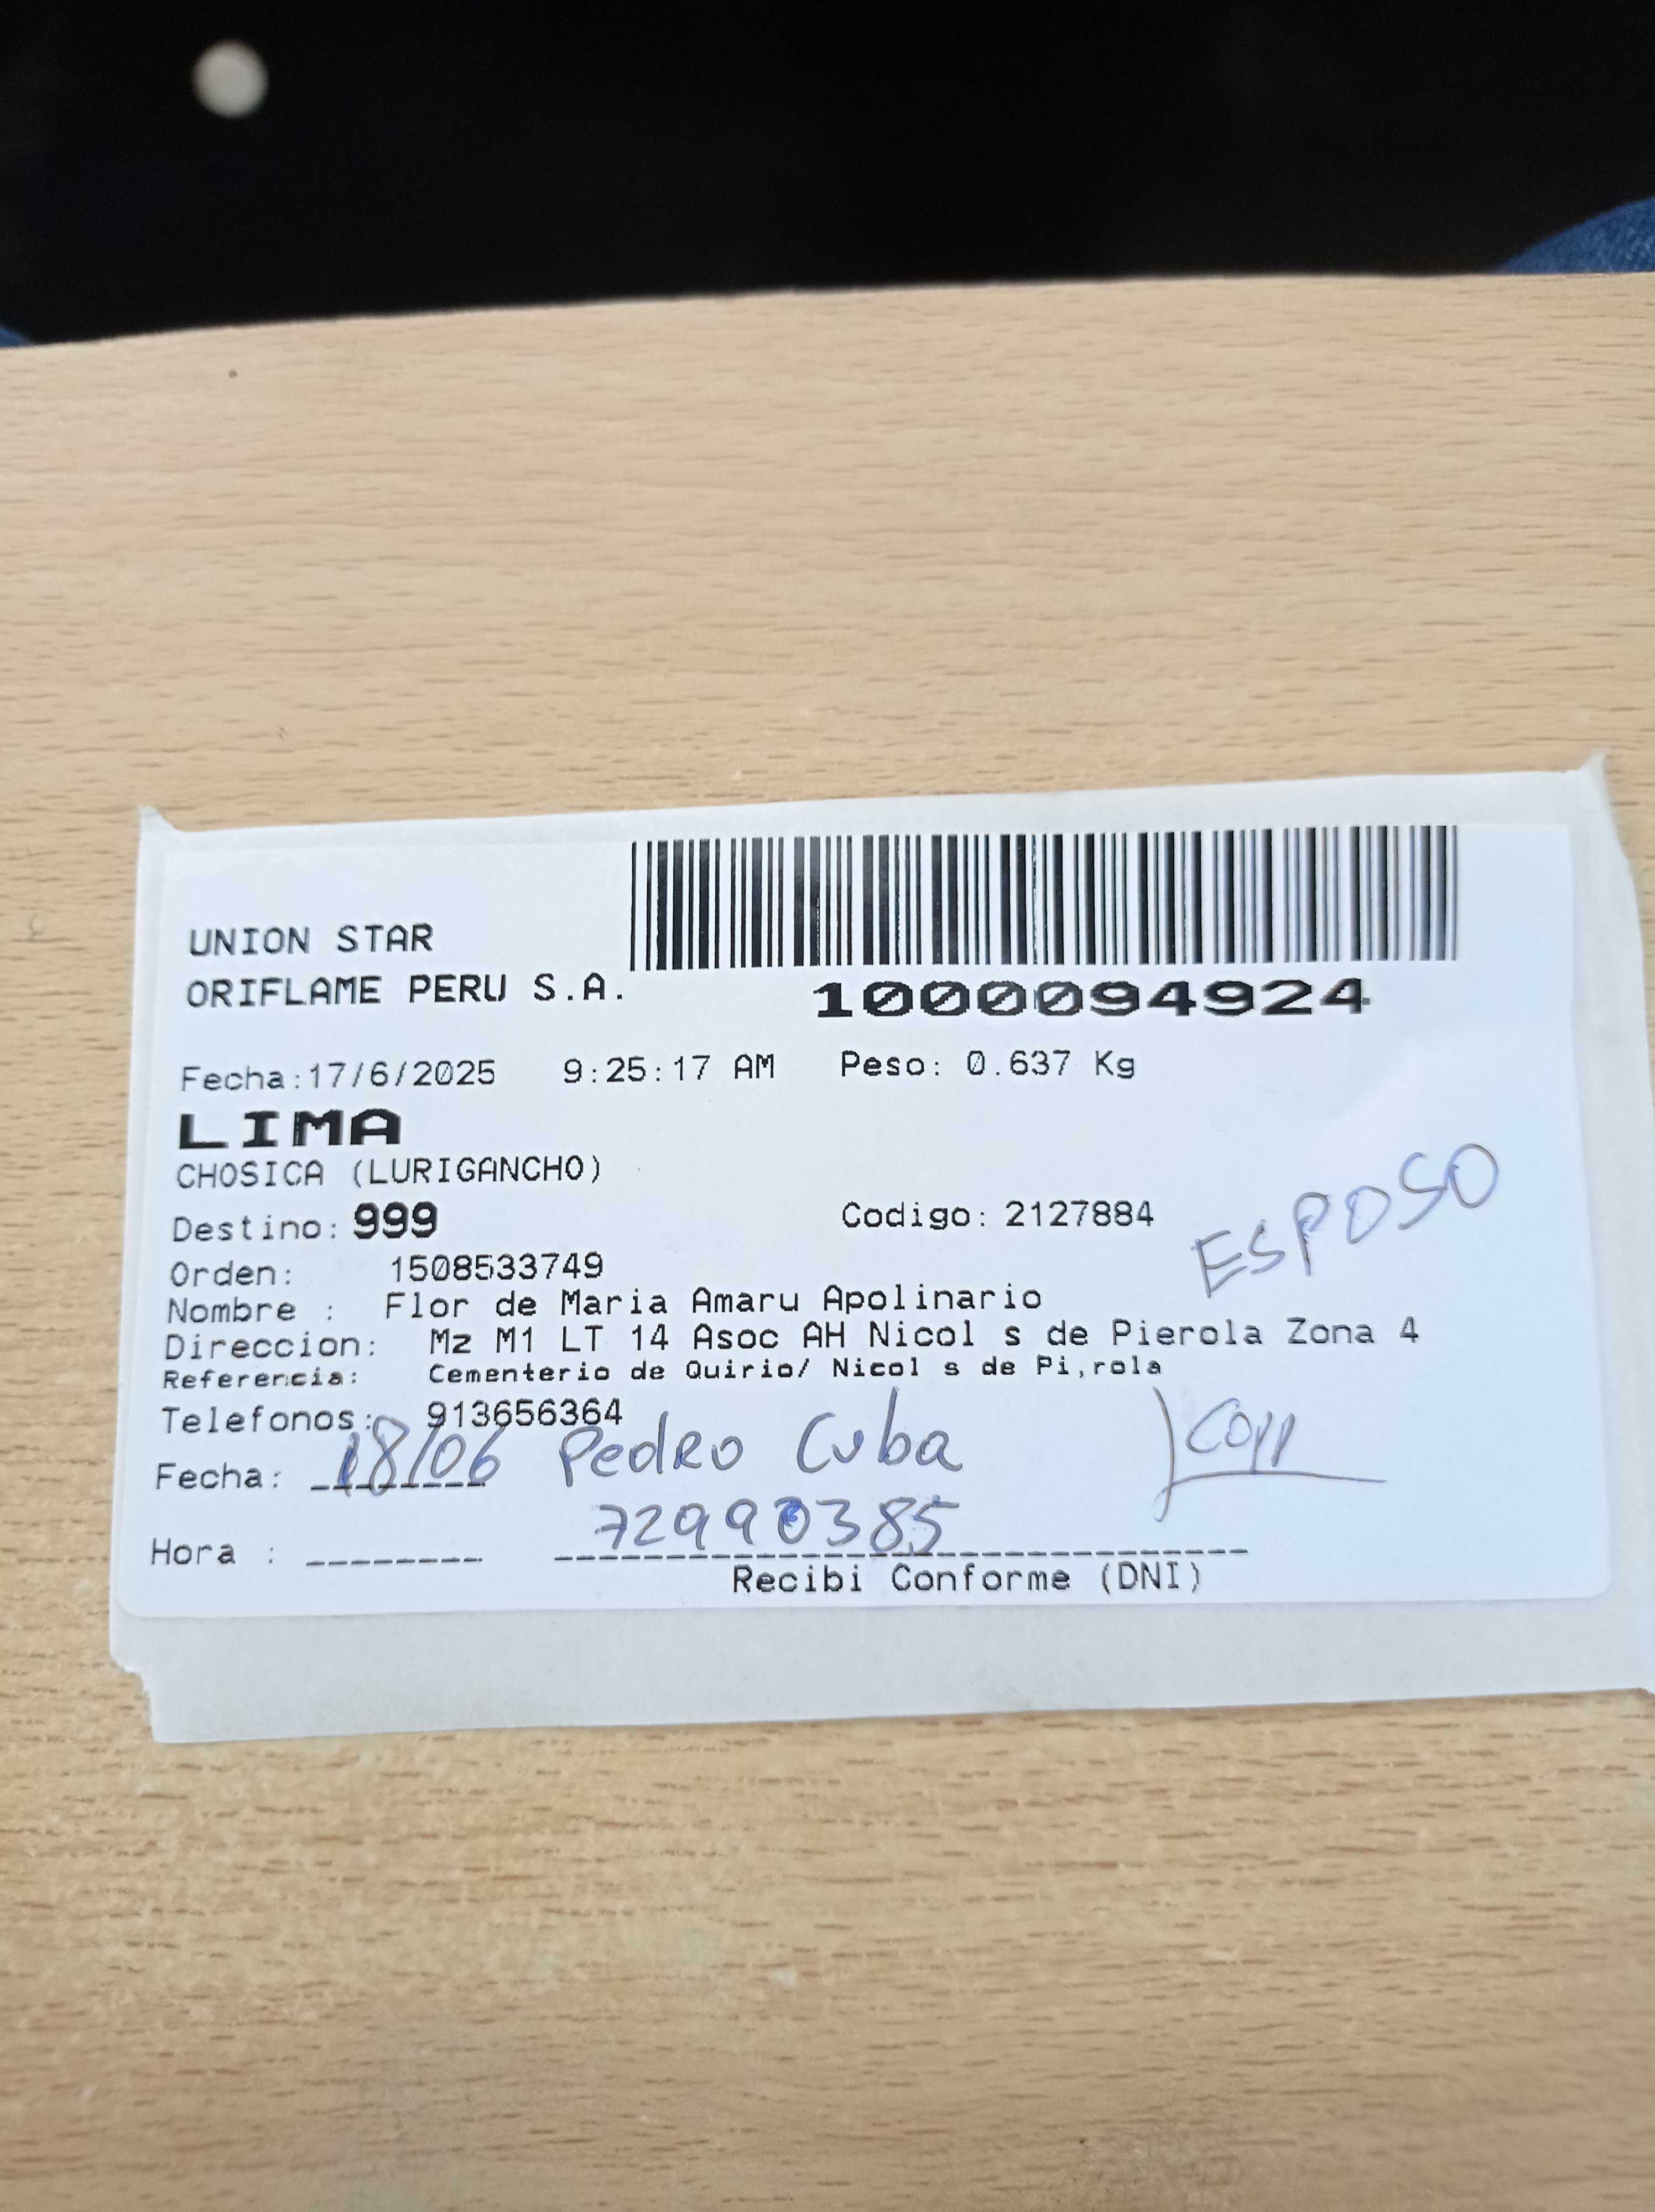 UNION STAR
ORIFLAME PERU S.A.
1000094924
Fecha:17/6/2025 9:25:17 AM Peso: 0.637 Kg
LIMA
CHOSICA (LURIGANCHO)
Destino: 999 Codigo: 2127884
ESPOSO
Orden: 1508533749
Nombre : Flor de Maria Amaru Apolinario
Direccion: Mz M1 LT 14 Asoc AH Nicol s de Pierola Zona 4
Referencia: Cementerio de Quirio/ Nicol s de Pi,rola
Telefonos: 913656364
Fecha: 18/06 Pedro Cuba
72990385
Hora :
Recibi Conforme (DNI)